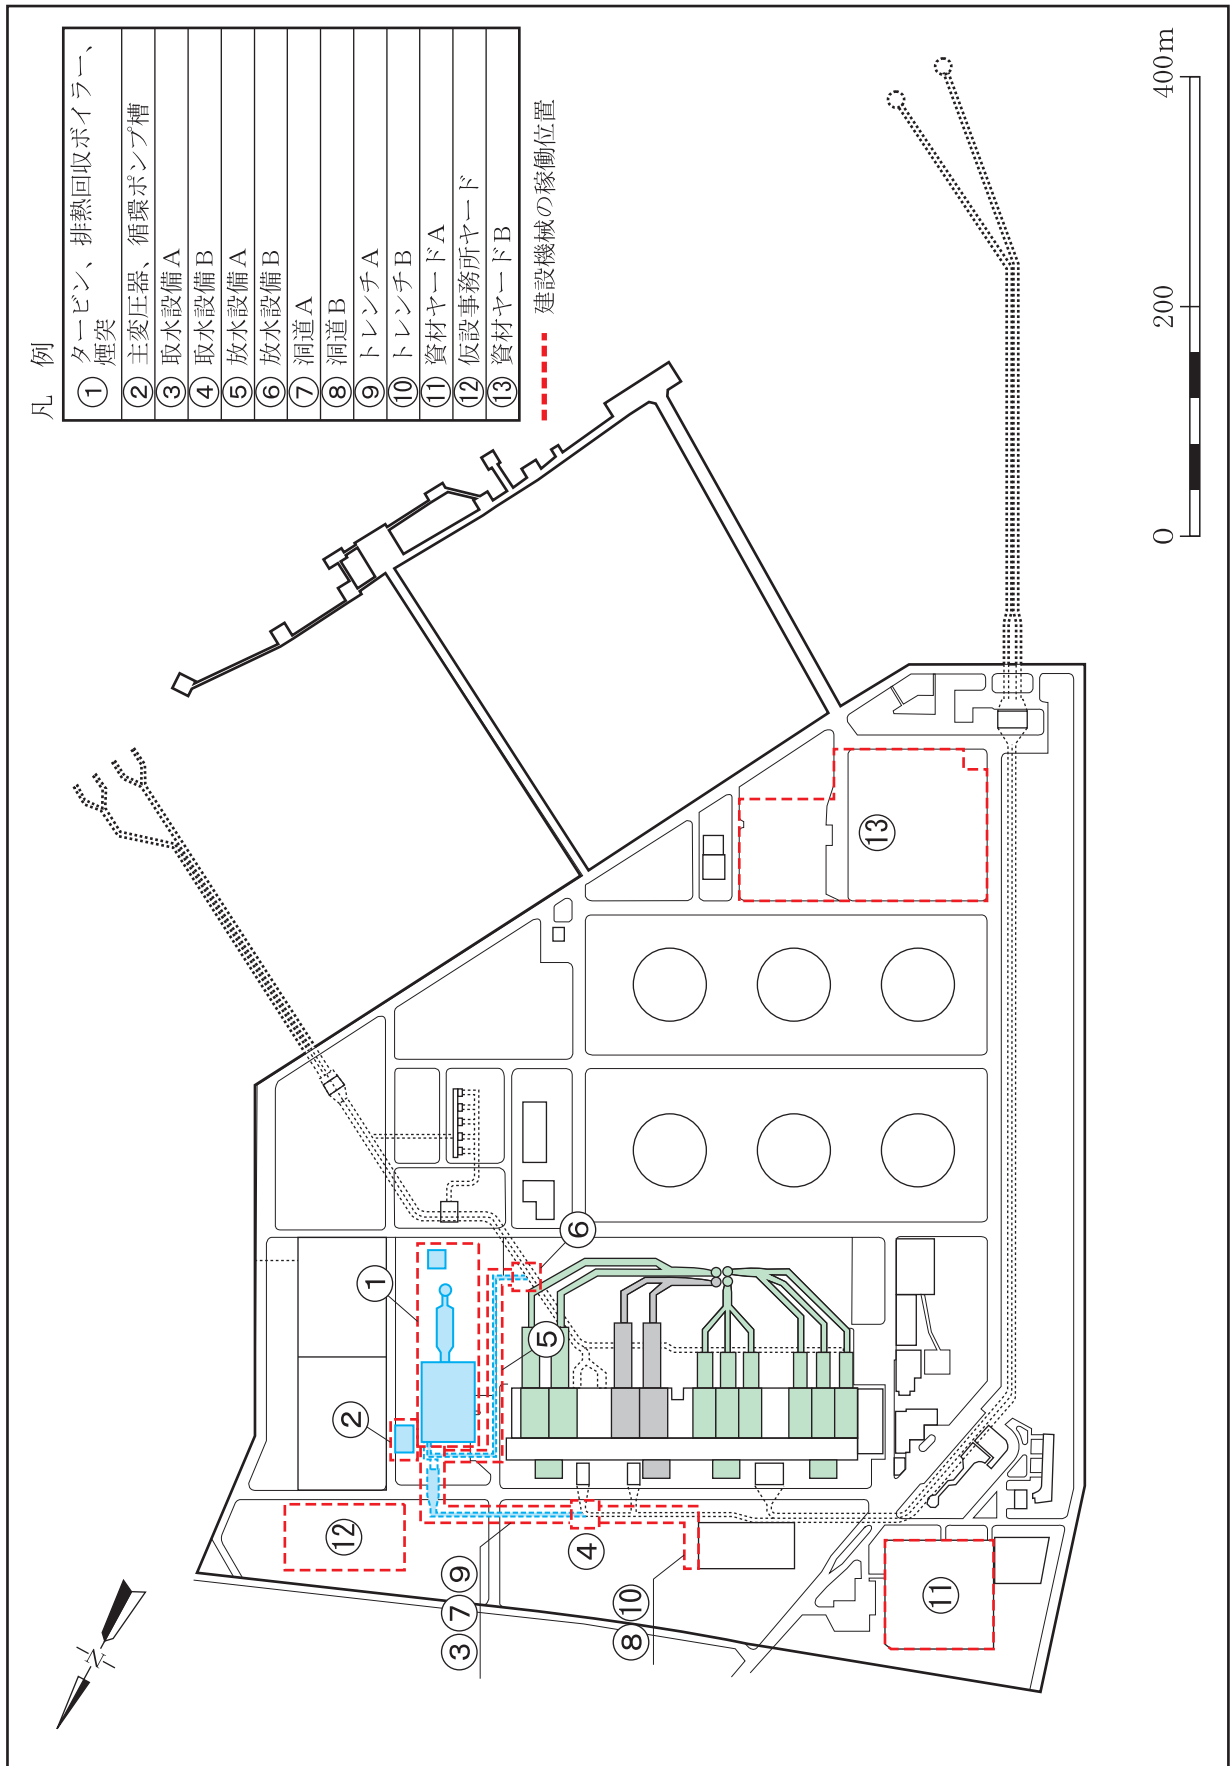 凡 例
① タービン、排熱回収ボイラー、
煙突
② 主変圧器、循環ポンプ槽
③ 取水設備A
④ 取水設備B
⑤ 放水設備A
⑥ 放水設備B
⑦ 洞道A
⑧ 洞道B
⑨ トレンチA
⑩ トレンチB
⑪ 資材ヤードA
⑫ 仮設事務所ヤード
⑬ 資材ヤードB
建設機械の稼働位置
①
②
③ ⑦ ⑨
④
⑤
⑥
⑧ ⑩
⑪
⑫
⑬
N
0 200 400m